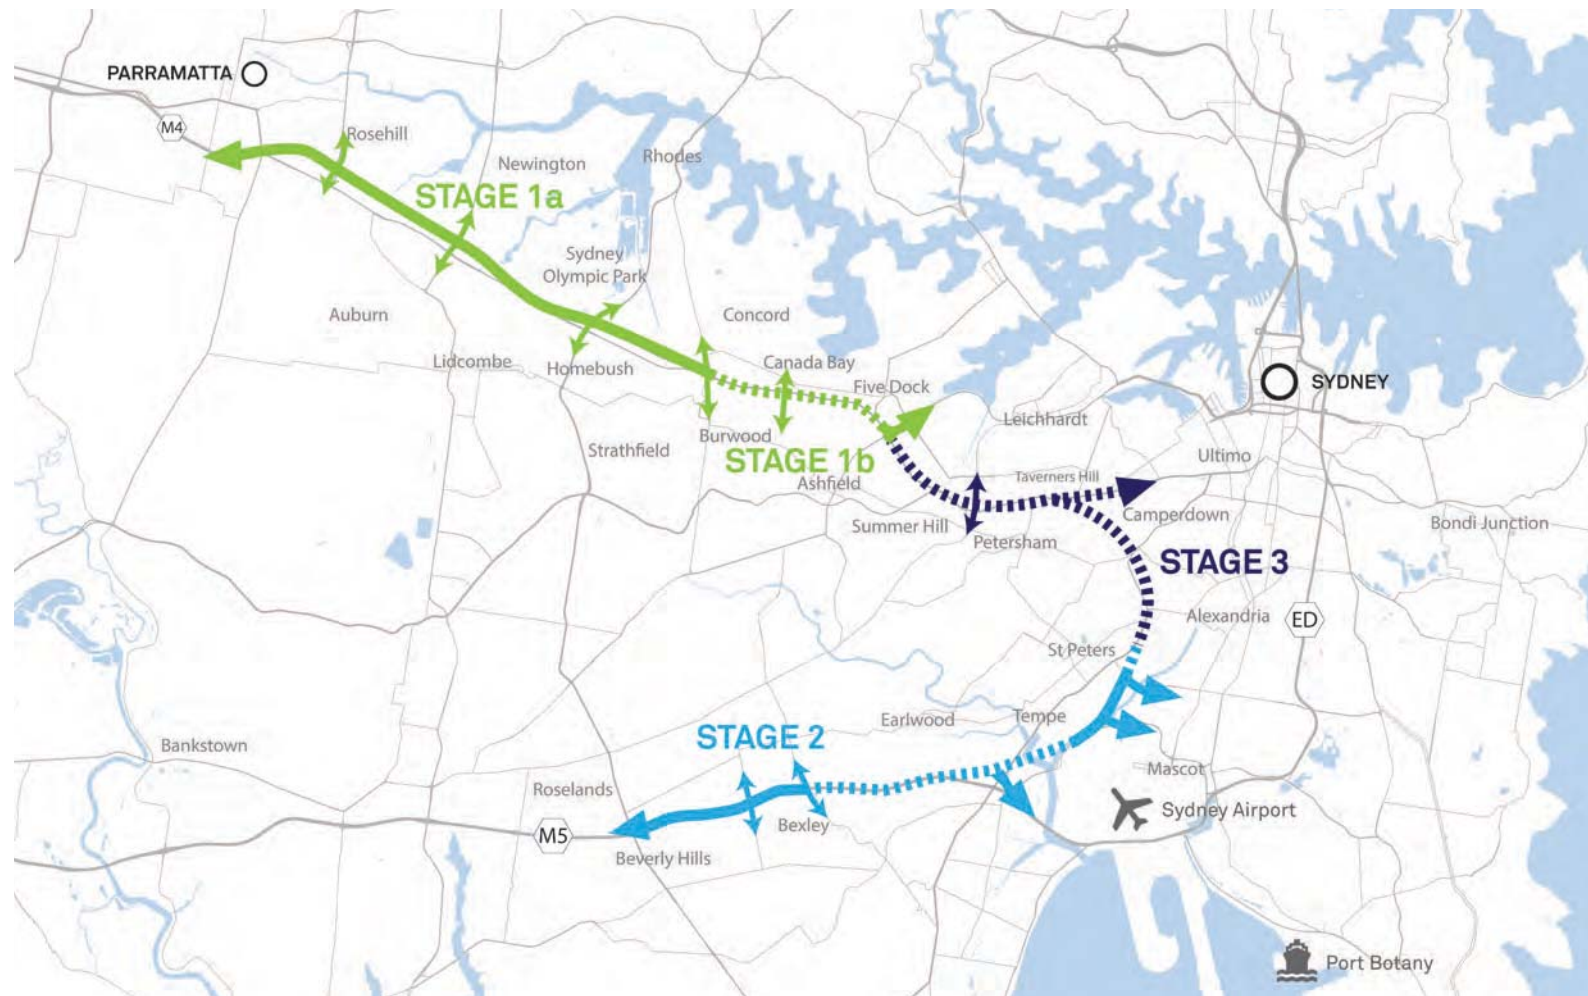 PARRAMATTA
M4
Rosehill
Newington
Rhodes
STAGE 1a
Sydney
Olympic Park
Auburn
Concord
Lidcombe
Homebush
Canada Bay
Five Dock
SYDNEY
Leichhardt
Burwood
Strathfield
STAGE 1b
Ashfield
Ultimo
Taverners Hill
Summer Hill
Camperdown
Bondi Junction
Petersham
STAGE 3
Alexandria
ED
St Peters
Earlwood
Tempe
STAGE 2
Bankstown
Mascot
Roselands
Sydney Airport
Bexley
M5
Beverly Hills
Port Botany